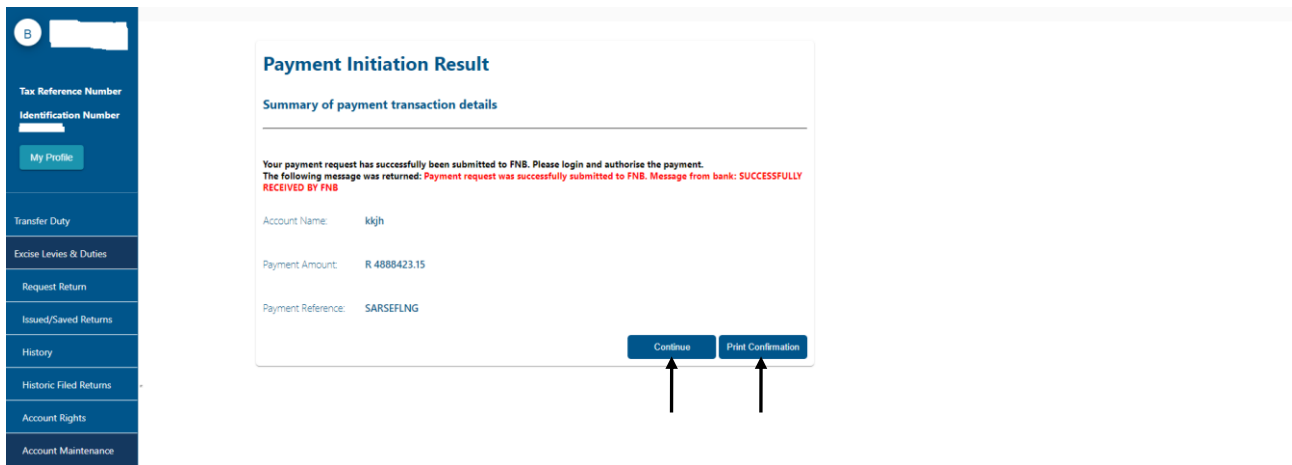 B
Tax Reference Number
Identification Number
My Profile
Transfer Duty
Excise Levies & Duties
Request Return
Issued/Saved Returns
History
Historic Filed Returns
Account Rights
Account Maintenance
Payment Initiation Result
Summary of payment transaction details
Your payment request has successfully been submitted to FNB. Please login and authorise the payment.
The following message was returned: Payment request was successfully submitted to FNB. Message from bank: SUCCESSFULLY
RECEIVED BY FNB
Account Name: kkjh
Payment Amount: R 4888423.15
Payment Reference: SARSEFLNG
Continue Print Confirmation